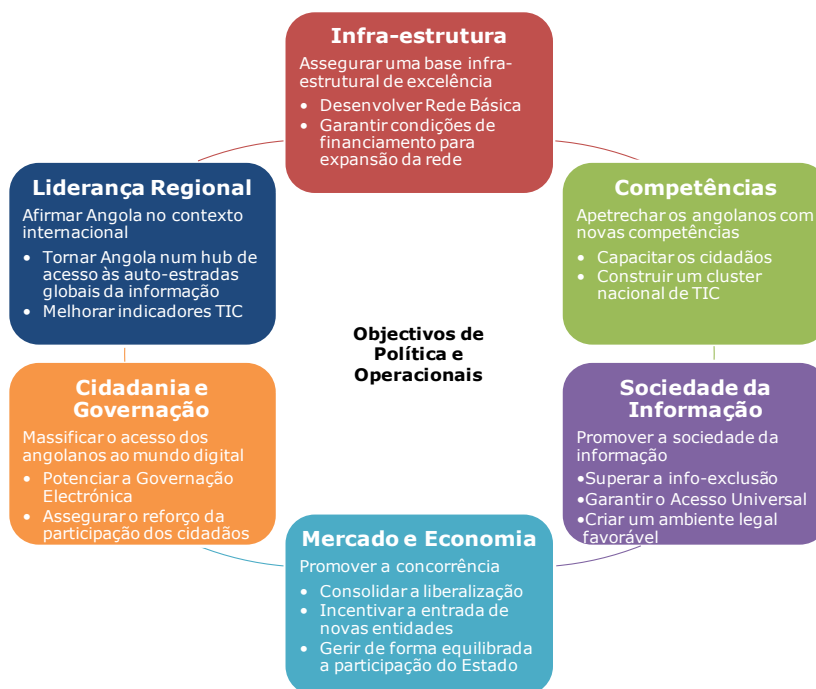 Infra-estrutura
Assegurar uma base infra-
estrutural de excelência
• Desenvolver Rede Básica
• Garantir condições de
financiamento para
expansão da rede
Liderança Regional
Afirmar Angola no contexto
internacional
• Tornar Angola num hub de
acesso às auto-estradas
globais da informação
• Melhorar indicadores TIC
Competências
Apetrechar os angolanos com
novas competências
• Capacitar os cidadãos
• Construir um cluster
nacional de TIC
Objectivos de
Política e
Operacionais
Cidadania e
Governação
Massificar o acesso dos
angolanos ao mundo digital
• Potenciar a Governação
Electrónica
• Assegurar o reforço da
participação dos cidadãos
Sociedade da
Informação
Promover a sociedade da
informação
•Superar a info-exclusão
•Garantir o Acesso Universal
•Criar um ambiente legal
favorável
Mercado e Economia
Promover a concorrência
• Consolidar a liberalização
• Incentivar a entrada de
novas entidades
• Gerir de forma equilibrada
a participação do Estado